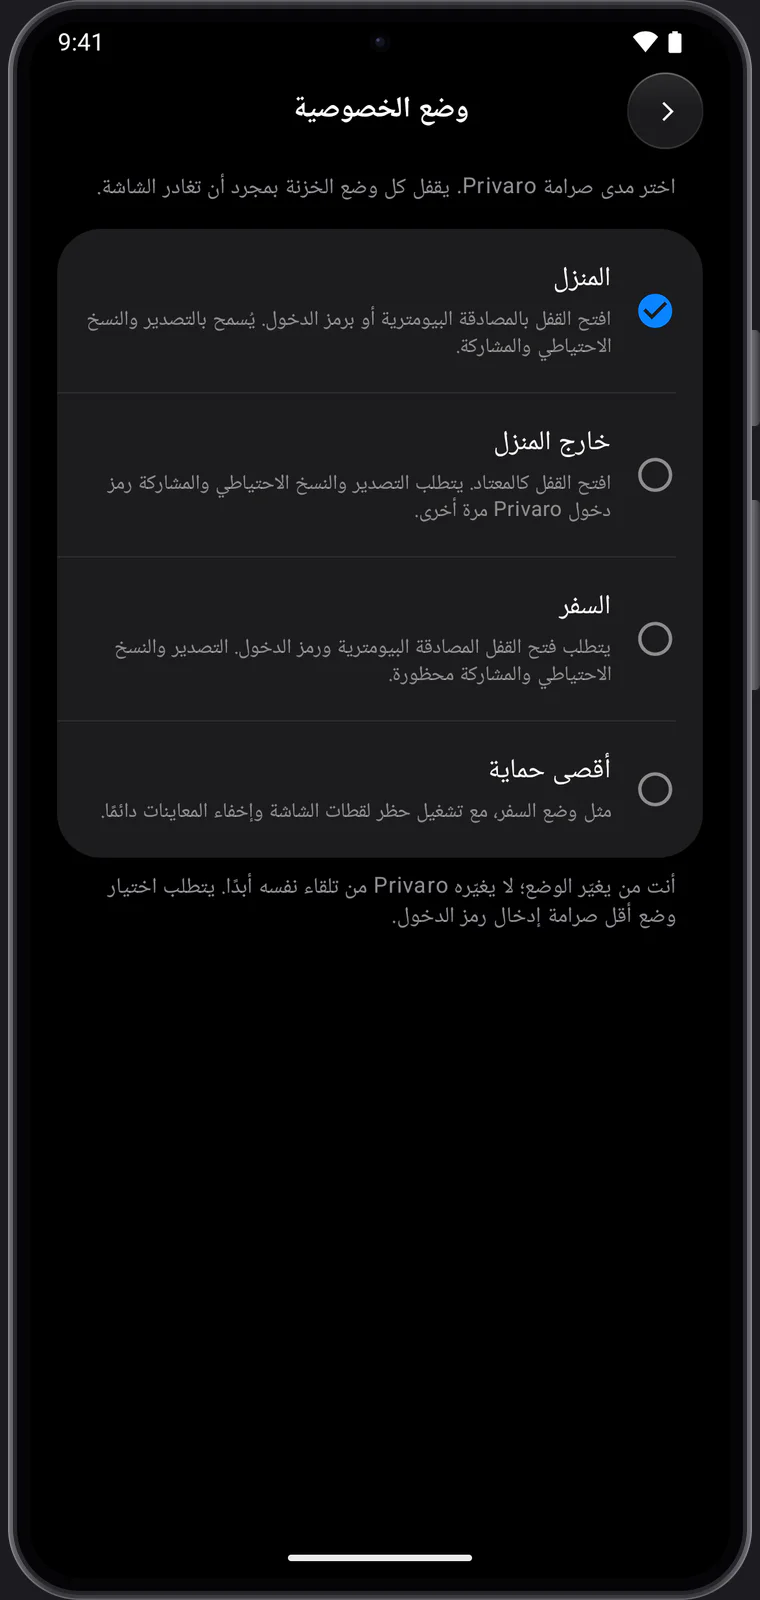 9:41
وضع الخصوصية
اختر مدى صرامة Privaro. يقفل كل وضع الخزنة بمجرد أن تغادر الشاشة.
المنزل
افتح القفل بالمصادقة البيومترية أو برمز الدخول. يُسمح بالتصدير والنسخ
الاحتياطي والمشاركة.
خارج المنزل
افتح القفل كالمعتاد. يتطلب التصدير والنسخ الاحتياطي والمشاركة رمز
دخول Privaro مرة أخرى.
السفر
يتطلب فتح القفل المصادقة البيومترية ورمز الدخول. التصدير والنسخ
الاحتياطي والمشاركة محظورة.
أقصى حماية
مثل وضع السفر، مع تشغيل حظر لقطات الشاشة وإخفاء المعاينات دائمًا.
أنت من يغيّر الوضع؛ لا يغيّره Privaro من تلقاء نفسه أبدًا. يتطلب اختيار
وضع أقل صرامة إدخال رمز الدخول.